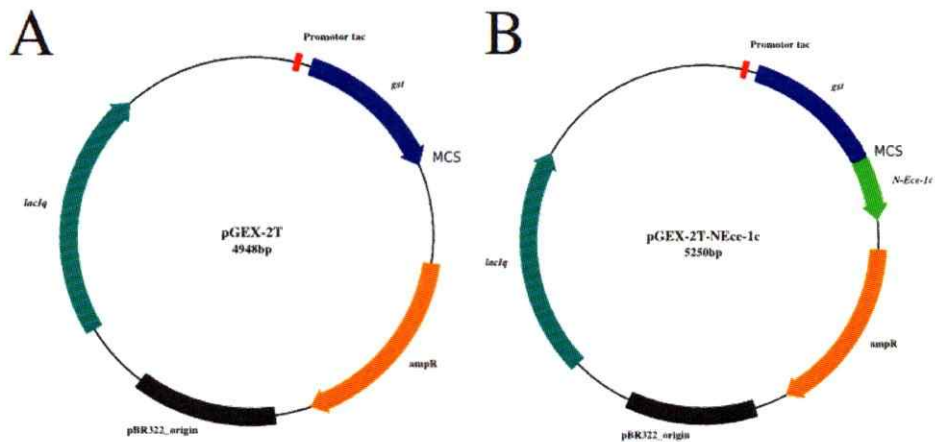 A
Promotor tac
gst
MCS
lacIq
pGEX-2T
4948bp
ampR
pBR322_origin
B
Promotor tac
gst
MCS
N-Ece-1c
lacIq
pGEX-2T-NEce-1c
5250bp
ampR
pBR322_origin